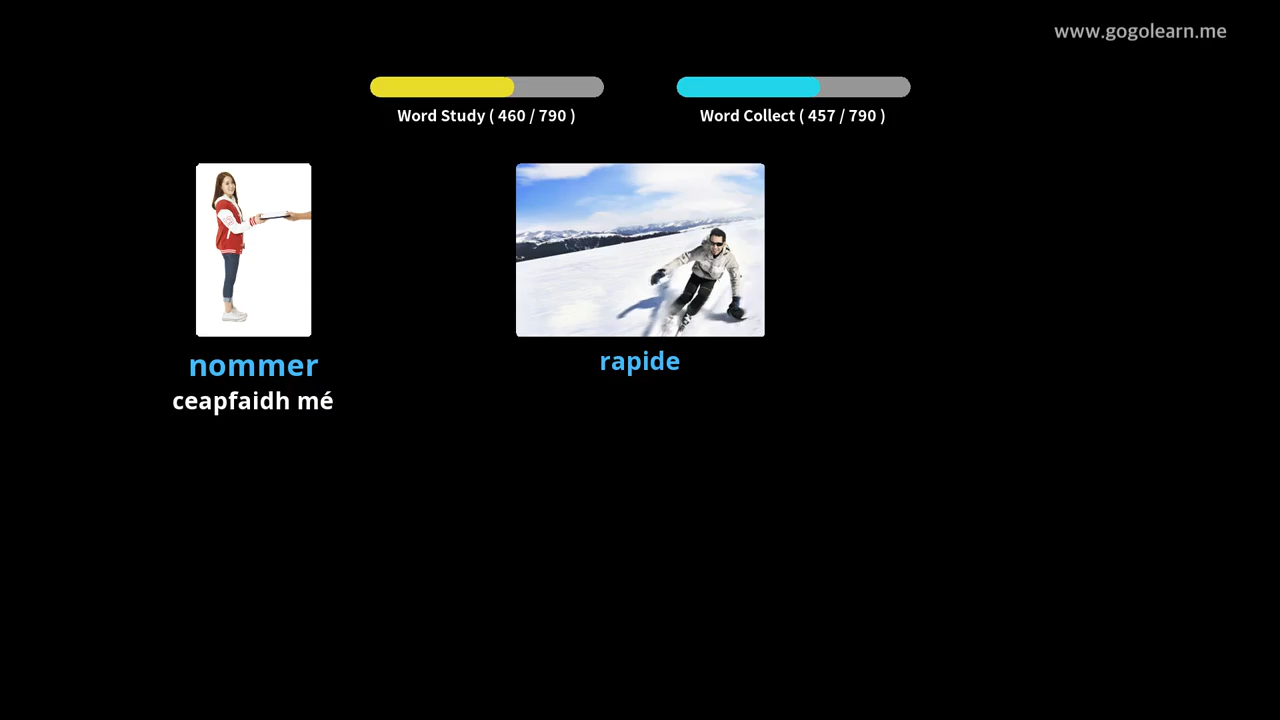 www.gogolearn.me
Word Study ( 460 / 790 )
Word Collect ( 457 / 790 )
nommer
ceapfaidh mé
rapide